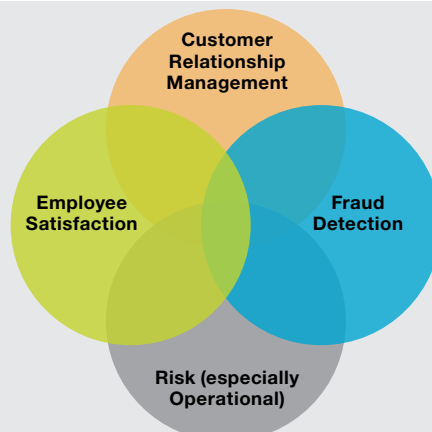 Customer
Relationship
Management
Employee
Satisfaction
Fraud
Detection
Risk (especially
Operational)